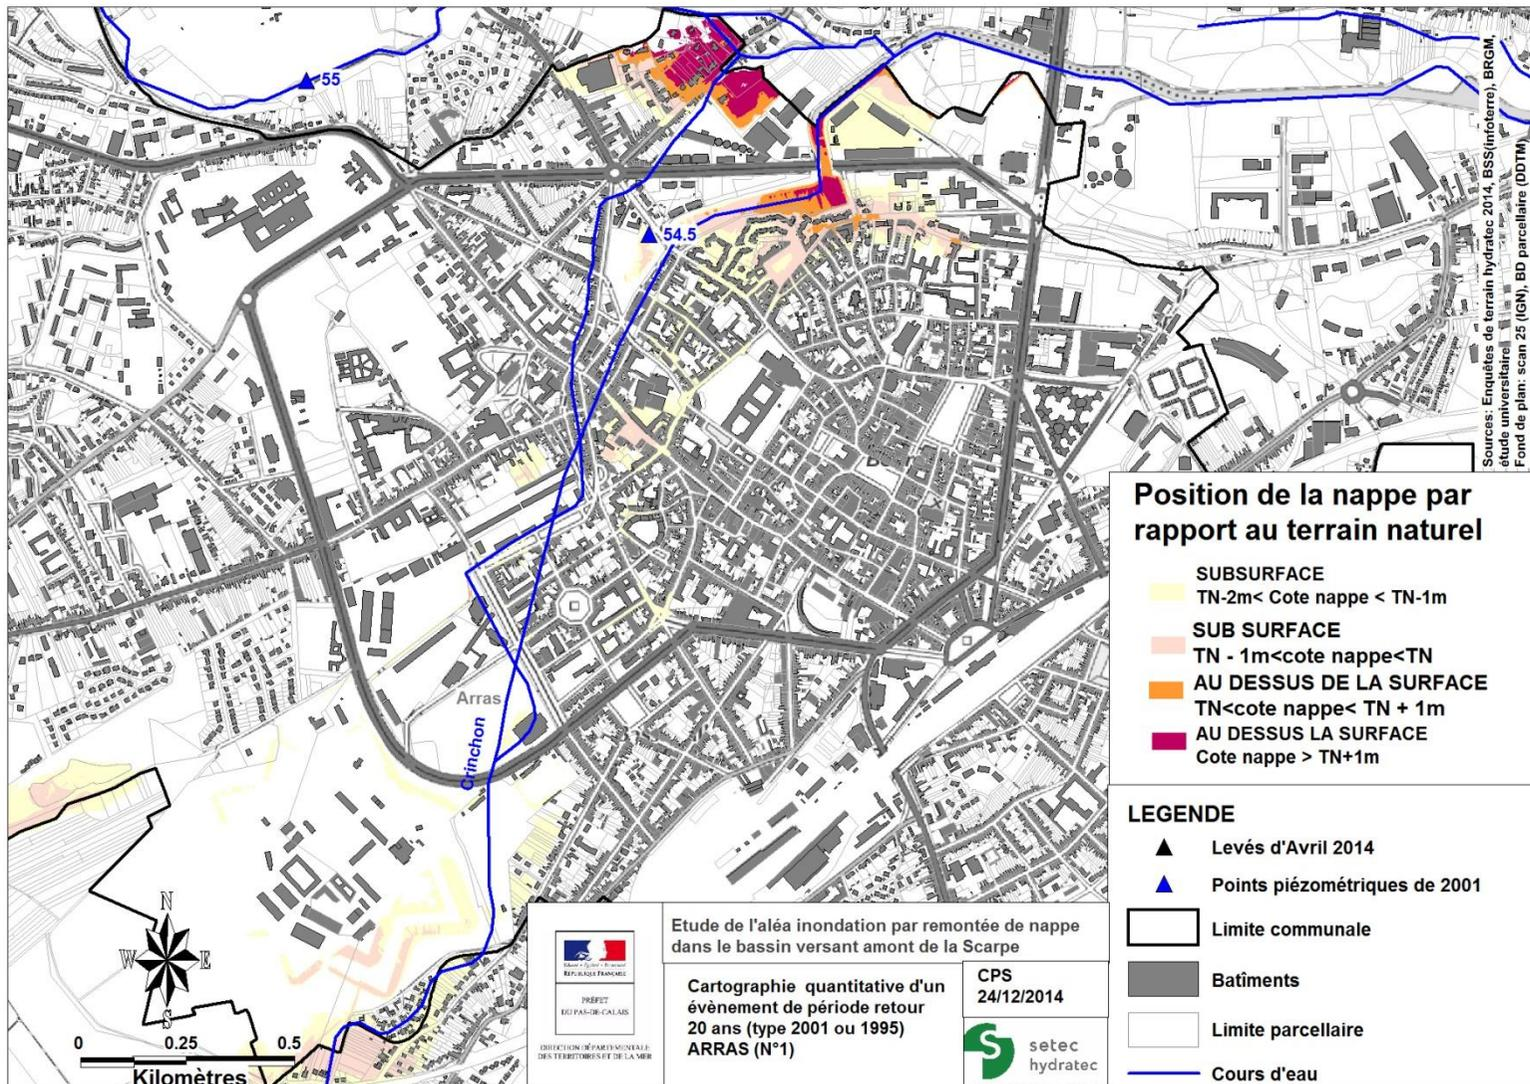 55
54.5
Arras
Crinchon
N
W
E
S
0 0.25 0.5
Kilomètres
Sources: Enquêtes de terrain hydratec 2014, BSS(infoterre), BRGM,
étude universitaire
Fond de plan: scan 25 (IGN), BD parcellaire (DDTM)
Position de la nappe par
rapport au terrain naturel
SUBSURFACE
TN-2m< Cote nappe < TN-1m
SUB SURFACE
TN - 1m<cote nappe<TN
AU DESSUS DE LA SURFACE
TN<cote nappe< TN + 1m
AU DESSUS LA SURFACE
Cote nappe > TN+1m
LEGENDE
Levés d'Avril 2014
Points piézométriques de 2001
Limite communale
Batîments
Limite parcellaire
Cours d'eau
Liberté • Égalité • Fraternité
RÉPUBLIQUE FRANÇAISE
PRÉFET
DU PAS-DE-CALAIS
DIRECTION DÉPARTEMENTALE
DES TERRITOIRES ET DE LA MER
Etude de l'aléa inondation par remontée de nappe
dans le bassin versant amont de la Scarpe
Cartographie quantitative d'un
évènement de période retour
20 ans (type 2001 ou 1995)
ARRAS (N°1)
CPS
24/12/2014
setec
hydratec